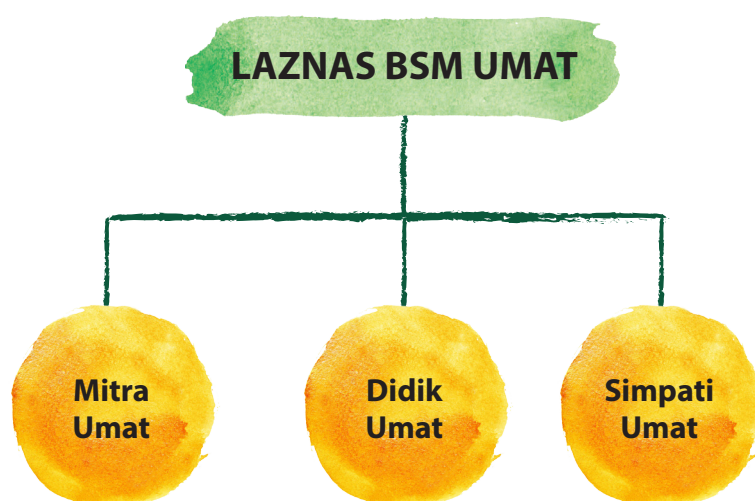 LAZNAS BSM UMAT
Mitra
Umat
Didik
Umat
Simpati
Umat